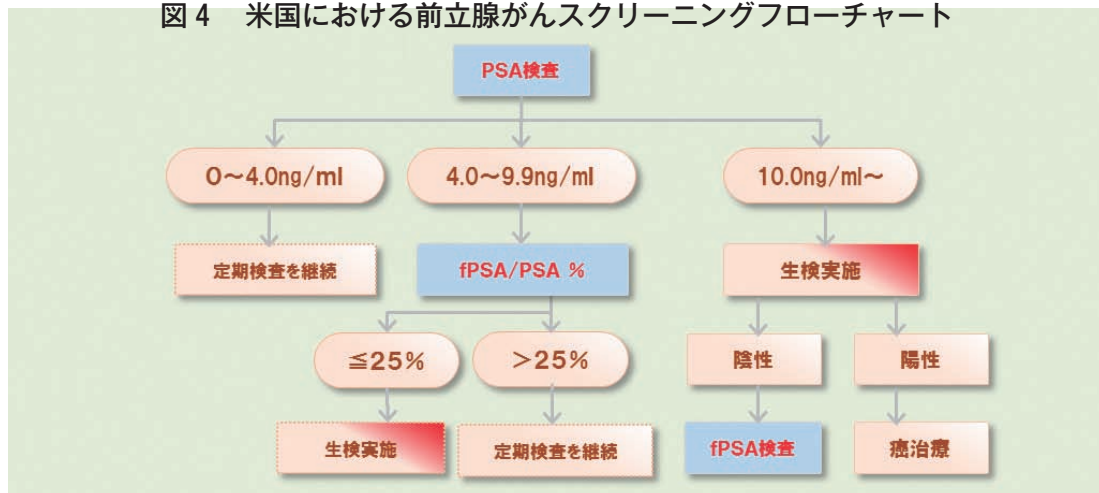 図4 米国における前立腺がんスクリーニングフローチャート
PSA検査
0～4.0ng/ml
4.0～9.9ng/ml
10.0ng/ml～
定期検査を継続
fPSA/PSA %
生検実施
≦25%
＞25%
陰性
陽性
生検実施
定期検査を継続
fPSA検査
癌治療